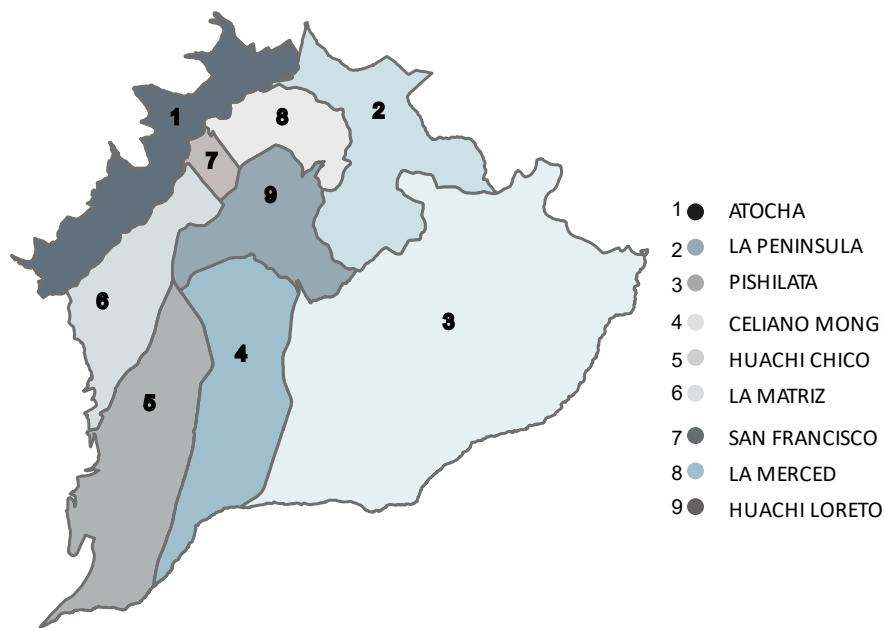 1
8
2
7
9
6
3
4
5
1 ATOCHA
2 LA PENINSULA
3 PISHILATA
4 CELIANO MONG
5 HUACHI CHICO
6 LA MATRIZ
7 SAN FRANCISCO
8 LA MERCED
9 HUACHI LORETO